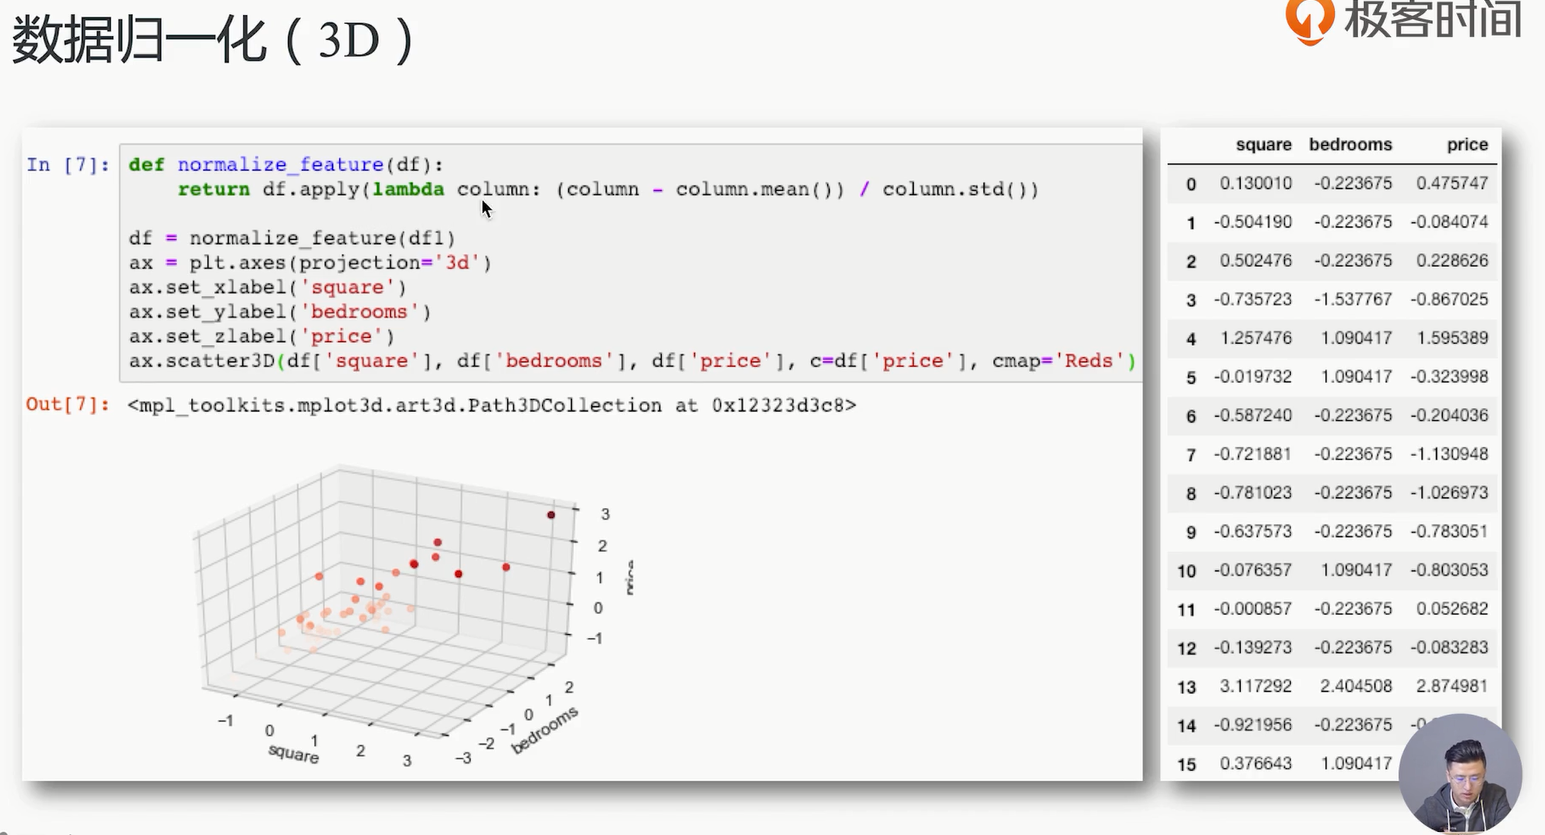 数据归一化（3D）
极客时间
In [7]: def normalize_feature(df):
return df.apply(lambda column: (column - column.mean()) / column.std())
df = normalize_feature(df1)
ax = plt.axes(projection='3d')
ax.set_xlabel('square')
ax.set_ylabel('bedrooms')
ax.set_zlabel('price')
ax.scatter3D(df['square'], df['bedrooms'], df['price'], c=df['price'], cmap='Reds')
Out[7]: <mpl_toolkits.mplot3d.art3d.Path3DCollection at 0x12323d3c8>
3
2
1
0
−1
price
−1
0
1
2
3
square
−3
−2
−1
0
1
2
bedrooms
square bedrooms price
0 0.130010 -0.223675 0.475747
1 -0.504190 -0.223675 -0.084074
2 0.502476 -0.223675 0.228626
3 -0.735723 -1.537767 -0.867025
4 1.257476 1.090417 1.595389
5 -0.019732 1.090417 -0.323998
6 -0.587240 -0.223675 -0.204036
7 -0.721881 -0.223675 -1.130948
8 -0.781023 -0.223675 -1.026973
9 -0.637573 -0.223675 -0.783051
10 -0.076357 1.090417 -0.803053
11 -0.000857 -0.223675 0.052682
12 -0.139273 -0.223675 -0.083283
13 3.117292 2.404508 2.874981
14 -0.921956 -0.223675
15 0.376643 1.090417